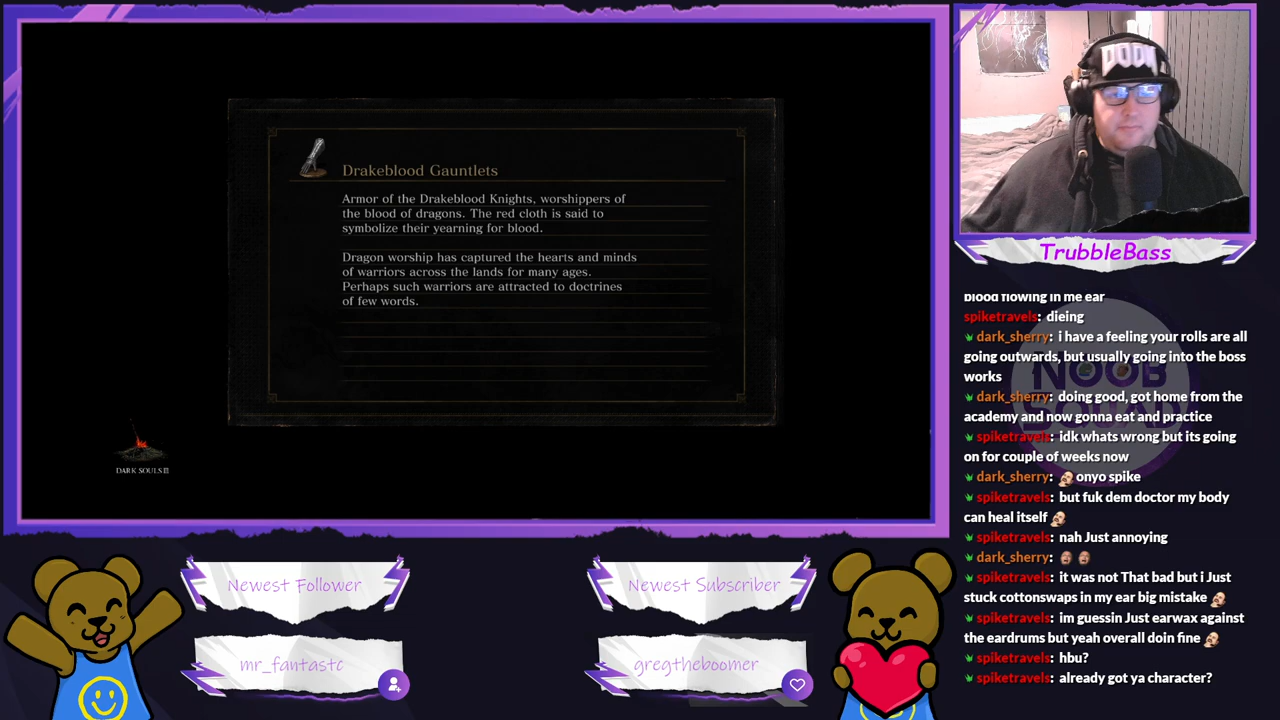 Drakeblood Gauntlets
Armor of the Drakeblood Knights, worshippers of
the blood of dragons. The red cloth is said to
symbolize their yearning for blood.
Dragon worship has captured the hearts and minds
of warriors across the lands for many ages.
Perhaps such warriors are attracted to doctrines
of few words.
DARK SOULS III
DOOM
TrubbleBass
blood flowing in me ear
spiketravels: dieing
dark_sherry: i have a feeling your rolls are all
going outwards, but usually going into the boss
works
dark_sherry: doing good, got home from the
academy and now gonna eat and practice
spiketravels: idk whats wrong but its going
on for couple of weeks now
dark_sherry: onyo spike
spiketravels: but fuk dem doctor my body
can heal itself
spiketravels: nah Just annoying
dark_sherry:
spiketravels: it was not That bad but i Just
stuck cottonswaps in my ear big mistake
spiketravels: im guessin Just earwax against
the eardrums but yeah overall doin fine
spiketravels: hbu?
spiketravels: already got ya character?
NOOB
SQUAD
Newest Follower
mr_fantastc
Newest Subscriber
gregtheboomer